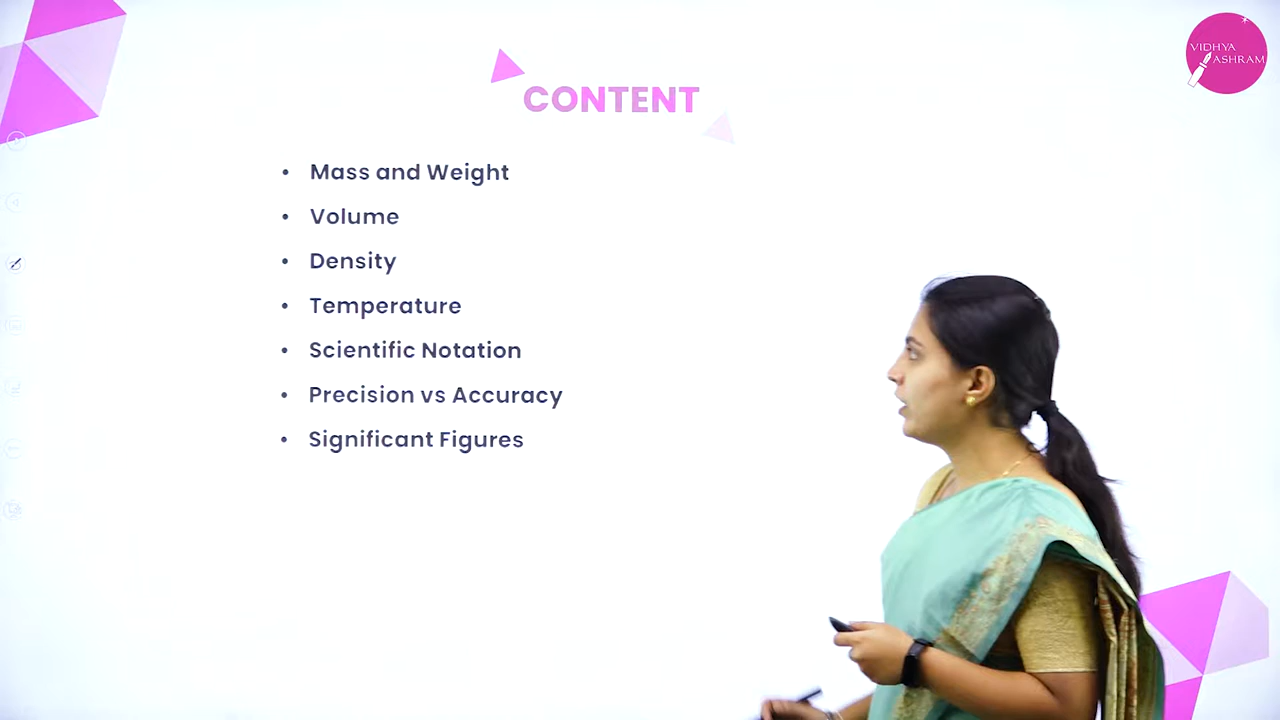 VIDHYA
ASHRAM
CONTENT
• Mass and Weight
• Volume
• Density
• Temperature
• Scientific Notation
• Precision vs Accuracy
• Significant Figures